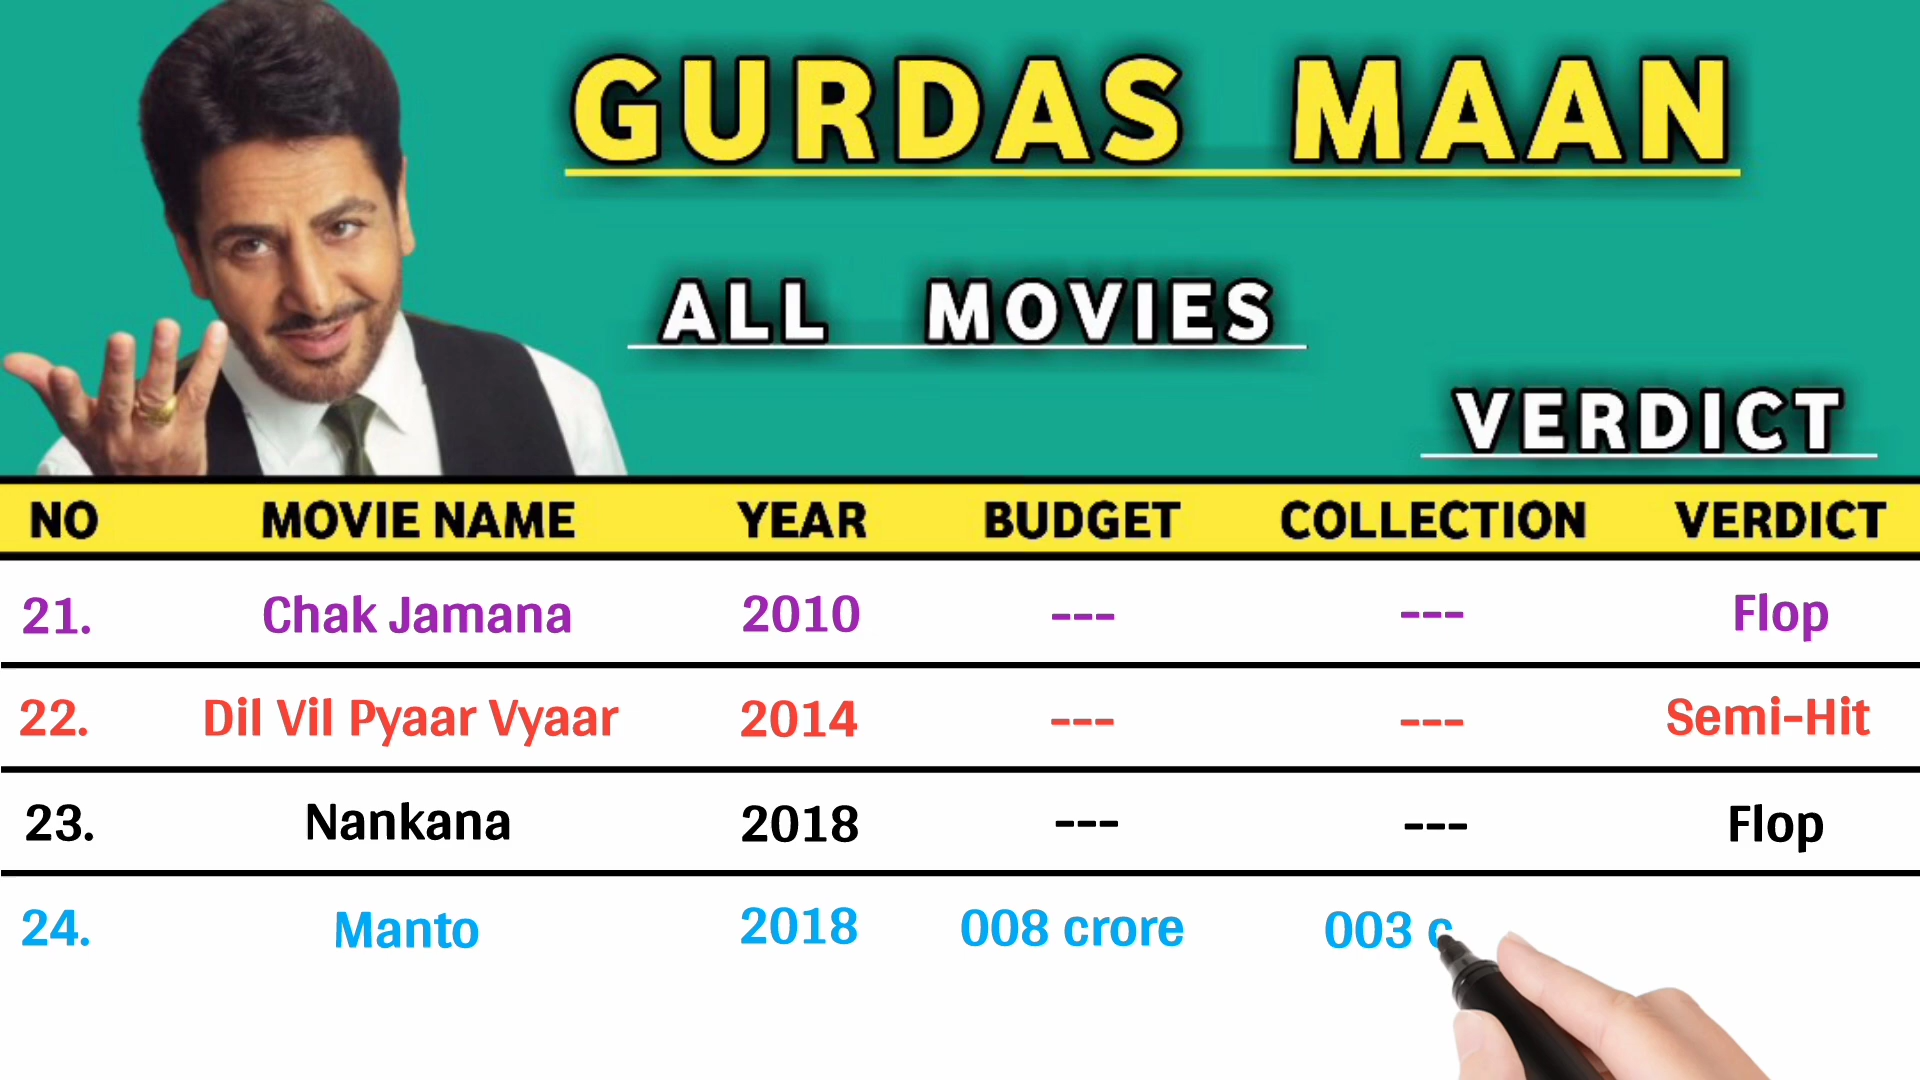 GURDAS MAAN
ALL MOVIES
VERDICT
NO MOVIE NAME YEAR BUDGET COLLECTION VERDICT
21. Chak Jamana 2010 --- --- Flop
22. Dil Vil Pyaar Vyaar 2014 --- --- Semi-Hit
23. Nankana 2018 --- --- Flop
24. Manto 2018 008 crore 003 c